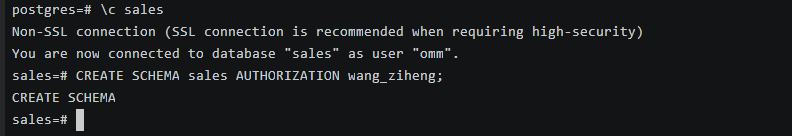 postgres=# \c sales
Non-SSL connection (SSL connection is recommended when requiring high-security)
You are now connected to database "sales" as user "omm".
sales=# CREATE SCHEMA sales AUTHORIZATION wang_ziheng;
CREATE SCHEMA
sales=#